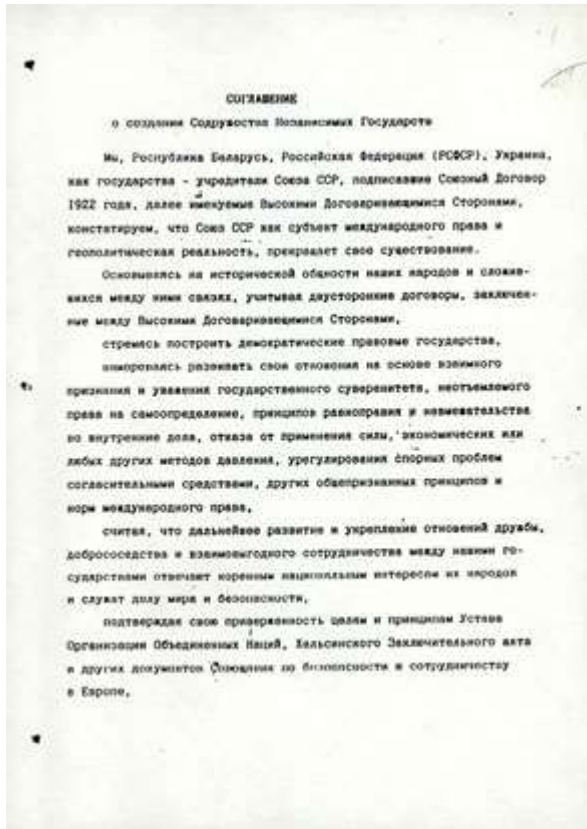 СОГЛАШЕНИЕ
о создании Содружества Независимых Государств
Мы, Республика Беларусь, Российская Федерация (РСФСР), Украина,
как государства - учредители Союза ССР, подписавшие Союзный Договор
1922 года, далее именуемые Высокими Договаривающимися Сторонами,
констатируем, что Союз ССР как субъект международного права и
геополитическая реальность, прекращает свое существование.
Основываясь на исторической общности наших народов и сложив-
шихся между ними связях, учитывая двусторонние договоры, заключен-
ные между Высокими Договаривающимися Сторонами,
стремясь построить демократические правовые государства,
намереваясь развивать свои отношения на основе взаимного
признания и уважения государственного суверенитета, неотъемлемого
права на самоопределение, принципов равноправия и невмешательства
во внутренние дела, отказа от применения силы, экономических или
любых других методов давления, урегулирования спорных проблем
согласительными средствами, других общепризнанных принципов и
норм международного права,
считая, что дальнейшее развитие и укрепление отношений дружбы,
добрососедства и взаимовыгодного сотрудничества между нашими го-
сударствами отвечают коренным национальным интересам их народов
и служат делу мира и безопасности,
подтверждая свою приверженность целям и принципам Устава
Организации Объединенных Наций, Хельсинкского Заключительного акта
и других документов Совещания по безопасности и сотрудничеству
в Европе,